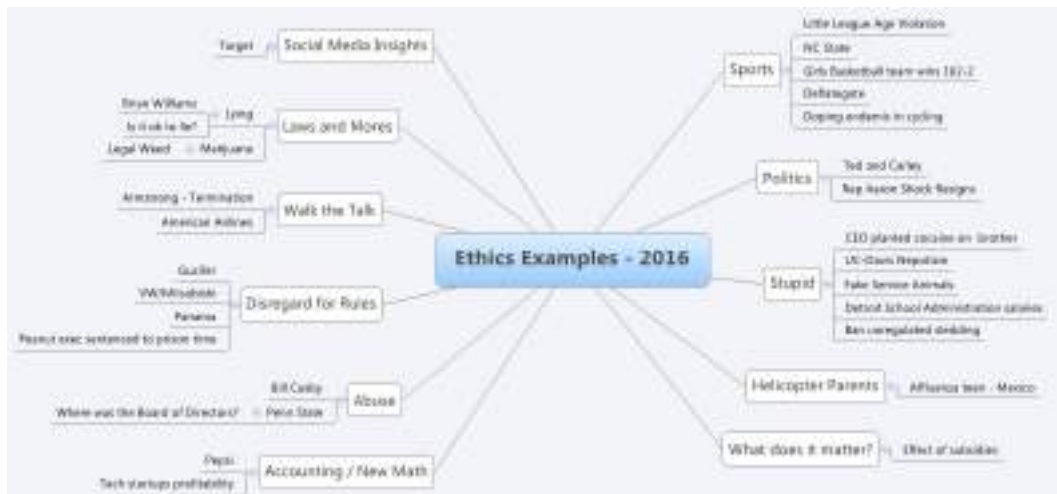 Ethics Examples - 2016
Social Media Insights
Target
Laws and Mores
Lying
Brian Williams
Is it ok to lie?
Marijuana
Legal Weed
Walk the Talk
Armstrong - Termination
American Airlines
Disregard for Rules
VW/Mitsubishi
Panama
Peanut exec sentenced to prison time
Abuse
Bill Cosby
Penn State
Where was the Board of Directors?
Accounting / New Math
Pepsi
Tech startups profitability
Sports
Little League Age Violation
NC State
Girls Basketball team wins 161-2
Deflategate
Doping endemic in cycling
Politics
Ted and Carley
Rep Aaron Shock Resigns
Stupid
CEO planted cocaine on brother
UC-Davis Nepotism
Fake Service Animals
Detroit School Administration
Ban unregulated sledding
Helicopter Parents
Affluenza teen - Mexico
What does it matter?
Effect of subsidies